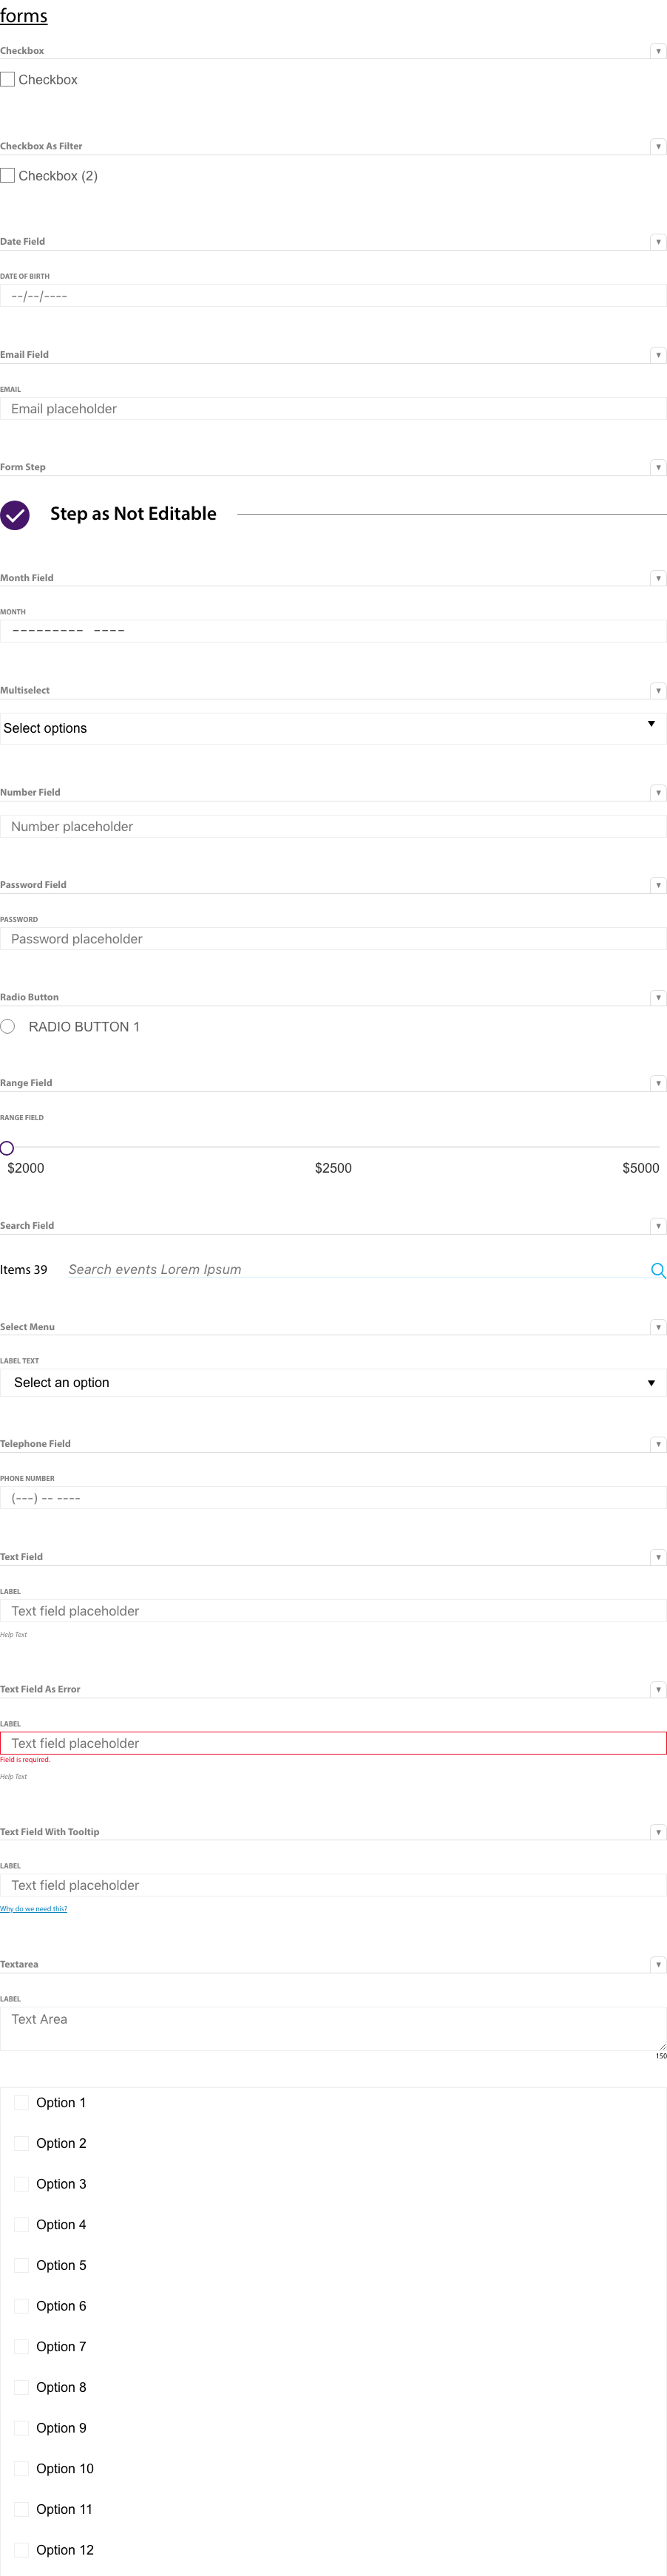 forms
Checkbox
Checkbox
Checkbox As Filter
Checkbox (2)
Date Field
DATE OF BIRTH
--/--/----
Email Field
EMAIL
Email placeholder
Form Step
Step as Not Editable
Month Field
MONTH
--------- ----
Multiselect
Select options
Number Field
Number placeholder
Password Field
PASSWORD
Password placeholder
Radio Button
RADIO BUTTON 1
Range Field
RANGE FIELD
$2000 $2500 $5000
Search Field
Items 39 Search events Lorem Ipsum
Select Menu
LABEL TEXT
Select an option
Telephone Field
PHONE NUMBER
(---) -- ----
Text Field
LABEL
Text field placeholder
Help Text
Text Field As Error
LABEL
Text field placeholder
Field is required.
Help Text
Text Field With Tooltip
LABEL
Text field placeholder
Why do we need this?
Textarea
LABEL
Text Area
150
Option 1
Option 2
Option 3
Option 4
Option 5
Option 6
Option 7
Option 8
Option 9
Option 10
Option 11
Option 12